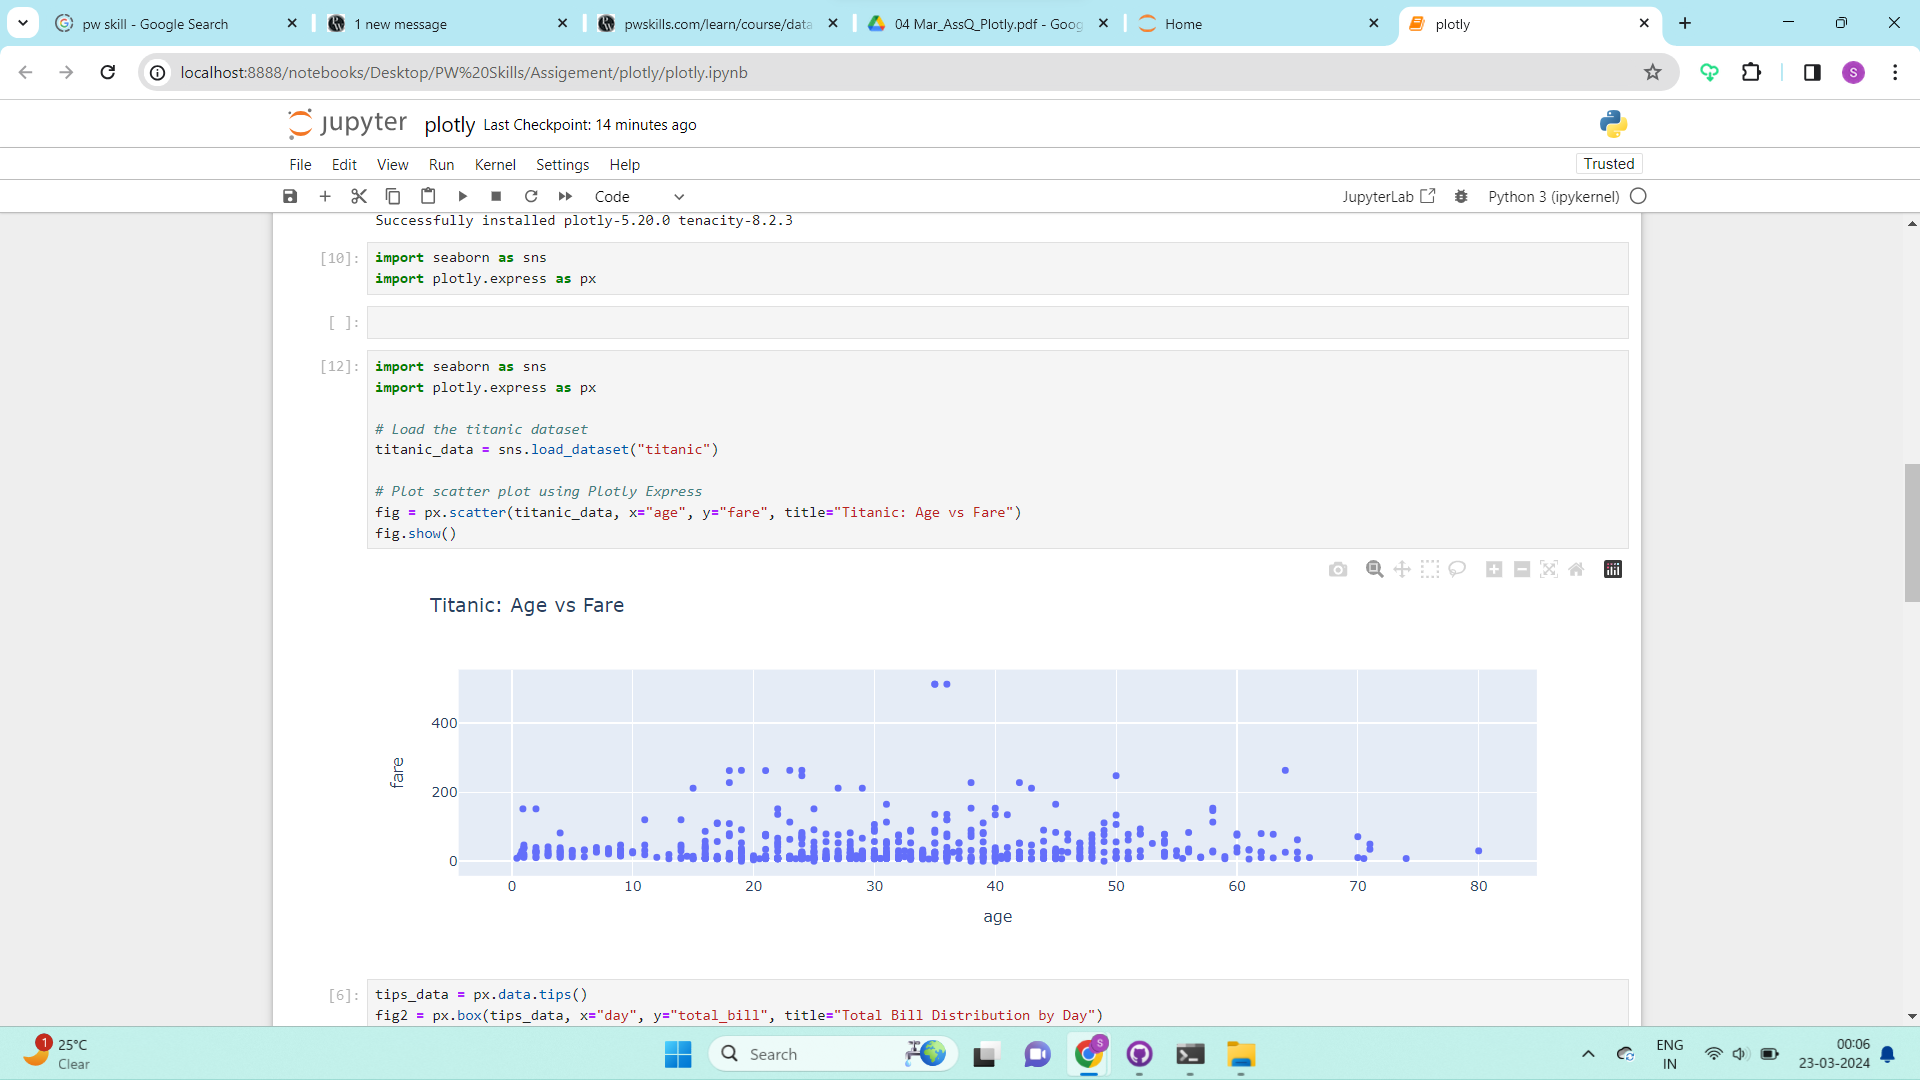 pw skill - Google Search
1 new message
pwskills.com/learn/course/data
04 Mar_AssQ_Plotly.pdf - Goog
Home
plotly
localhost:8888/notebooks/Desktop/PW%20Skills/Assigement/plotly/plotly.ipynb
S
jupyter plotly Last Checkpoint: 14 minutes ago
File Edit View Run Kernel Settings Help
Trusted
Code
JupyterLab
Python 3 (ipykernel)
Successfully installed plotly-5.20.0 tenacity-8.2.3
[10]: import seaborn as sns
import plotly.express as px
[ ]:
[12]: import seaborn as sns
import plotly.express as px
# Load the titanic dataset
titanic_data = sns.load_dataset("titanic")
# Plot scatter plot using Plotly Express
fig = px.scatter(titanic_data, x="age", y="fare", title="Titanic: Age vs Fare")
fig.show()
Titanic: Age vs Fare
400
fare
200
0
0 10 20 30 40 50 60 70 80
age
[6]: tips_data = px.data.tips()
fig2 = px.box(tips_data, x="day", y="total_bill", title="Total Bill Distribution by Day")
1
25°C
Clear
Search
S
ENG
IN
00:06
23-03-2024